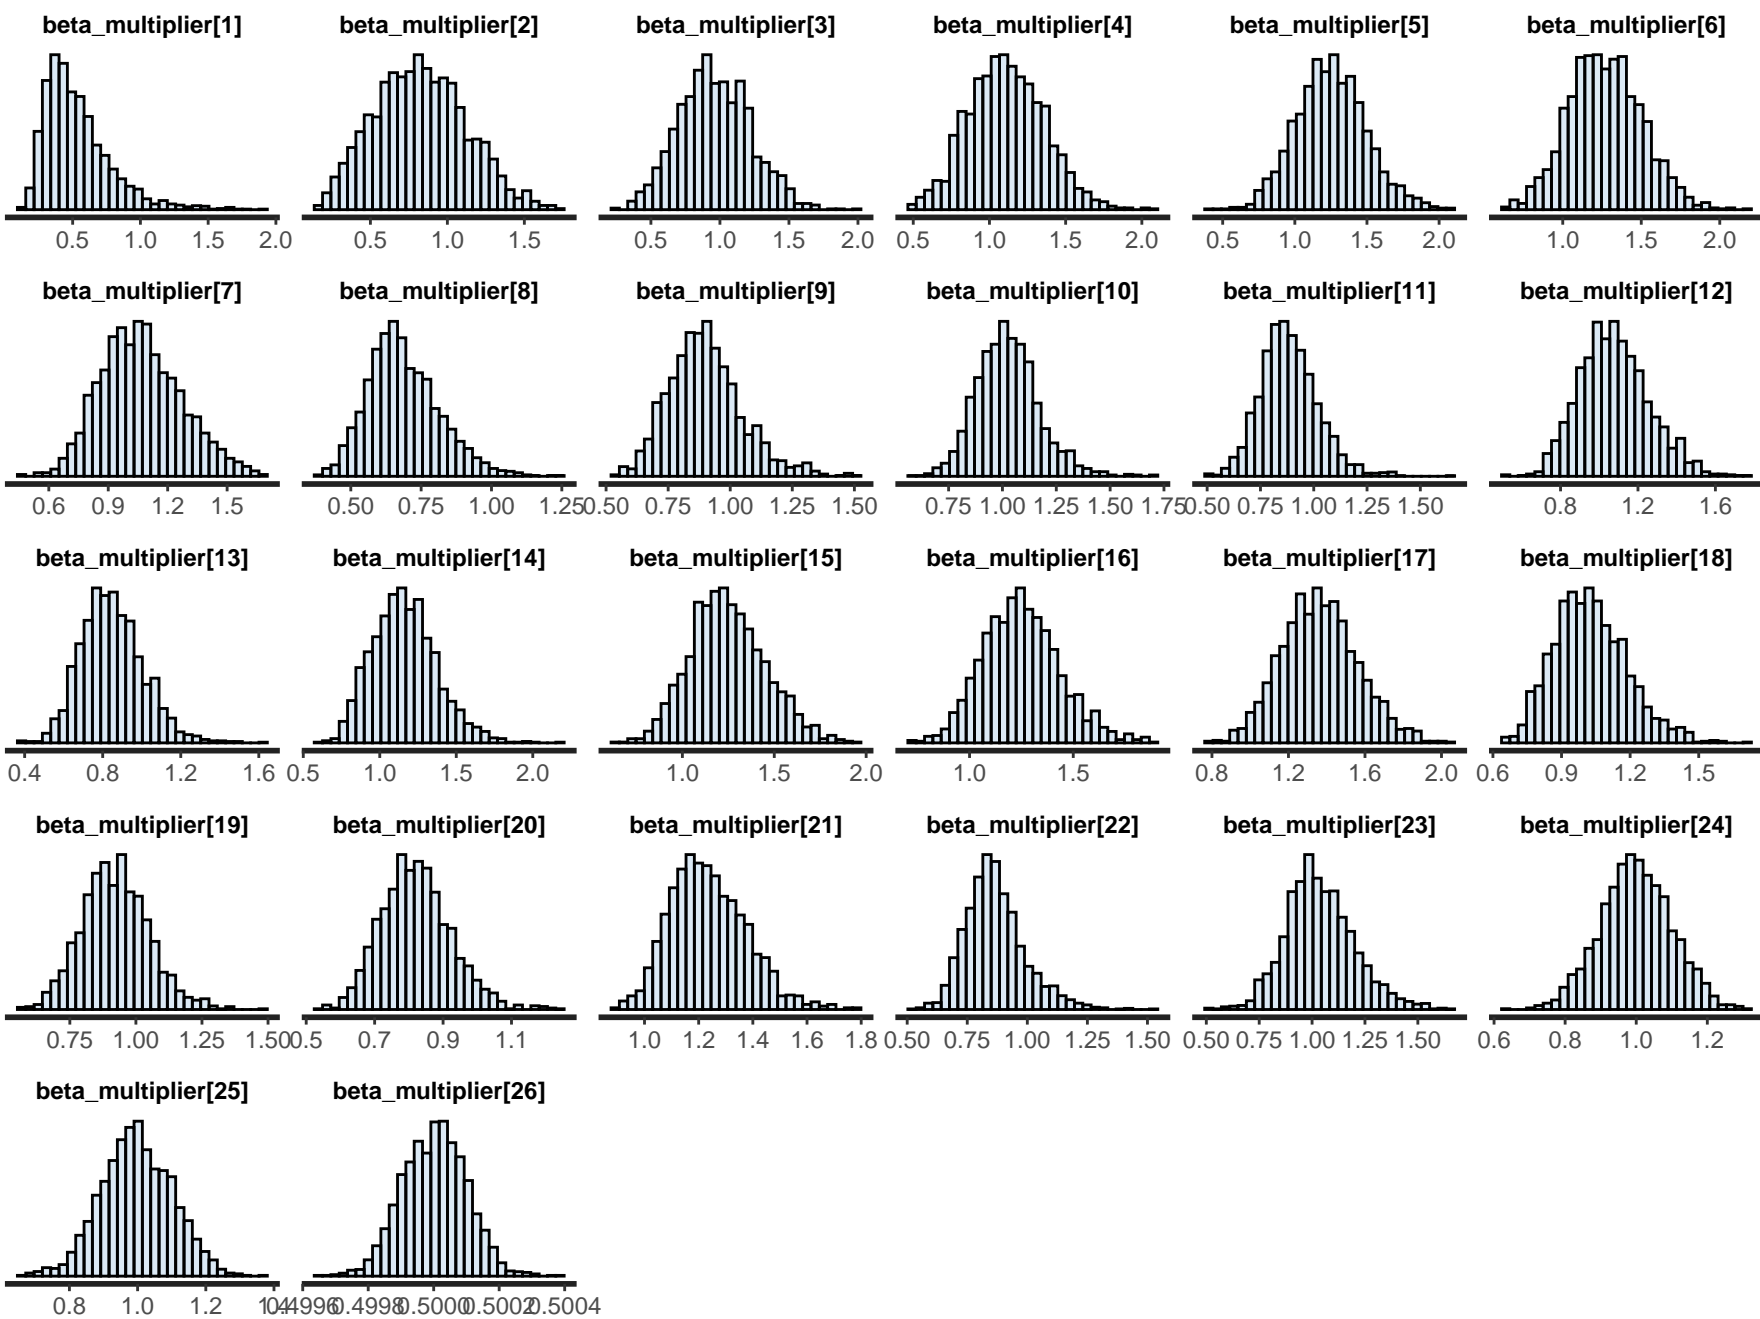 beta_multiplier[1] beta_multiplier[2] beta_multiplier[3] beta_multiplier[4] beta_multiplier[5] beta_multiplier[6]
0.5 1.0 1.5 2.0 0.5 1.0 1.5 0.5 1.0 1.5 2.0 0.5 1.0 1.5 2.0 0.5 1.0 1.5 2.0 1.0 1.5 2.0
beta_multiplier[7] beta_multiplier[8] beta_multiplier[9] beta_multiplier[10] beta_multiplier[11] beta_multiplier[12]
0.6 0.9 1.2 1.5 0.50 0.75 1.00 1.25 0.50 0.75 1.00 1.25 1.50 0.75 1.00 1.25 1.50 1.75 0.50 0.75 1.00 1.25 1.50 0.8 1.2 1.6
beta_multiplier[13] beta_multiplier[14] beta_multiplier[15] beta_multiplier[16] beta_multiplier[17] beta_multiplier[18]
0.4 0.8 1.2 1.6 0.5 1.0 1.5 2.0 1.0 1.5 2.0 1.0 1.5 0.8 1.2 1.6 2.0 0.6 0.9 1.2 1.5
beta_multiplier[19] beta_multiplier[20] beta_multiplier[21] beta_multiplier[22] beta_multiplier[23] beta_multiplier[24]
0.75 1.00 1.25 1.50 0.5 0.7 0.9 1.1 1.0 1.2 1.4 1.6 1.8 0.50 0.75 1.00 1.25 1.50 0.50 0.75 1.00 1.25 1.50 0.6 0.8 1.0 1.2
beta_multiplier[25] beta_multiplier[26]
0.8 1.0 1.2 1.4 0.4996 0.4998 0.5000 0.5002 0.5004